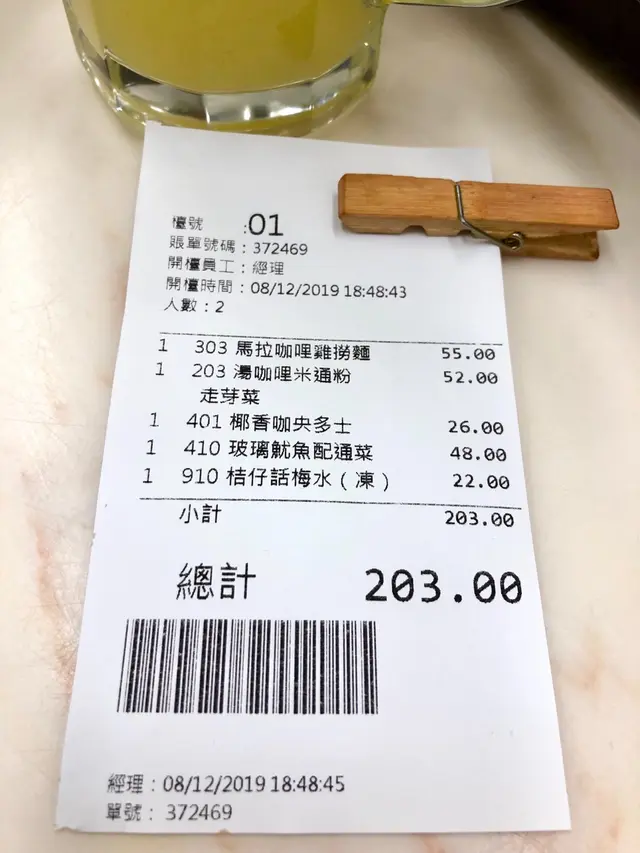 檯號 :01
賬單號碼：372469
開檯員工：經理
開檯時間：08/12/2019 18:48:43
人數：2
1 303 馬拉咖哩雞撈麵 55.00
1 203 湯咖哩米通粉 52.00
走芽菜
1 401 椰香咖央多士 26.00
1 410 玻璃魷魚配通菜 48.00
1 910 桔仔話梅水（凍） 22.00
小計 203.00
總計 203.00
經理：08/12/2019 18:48:45
單號：372469